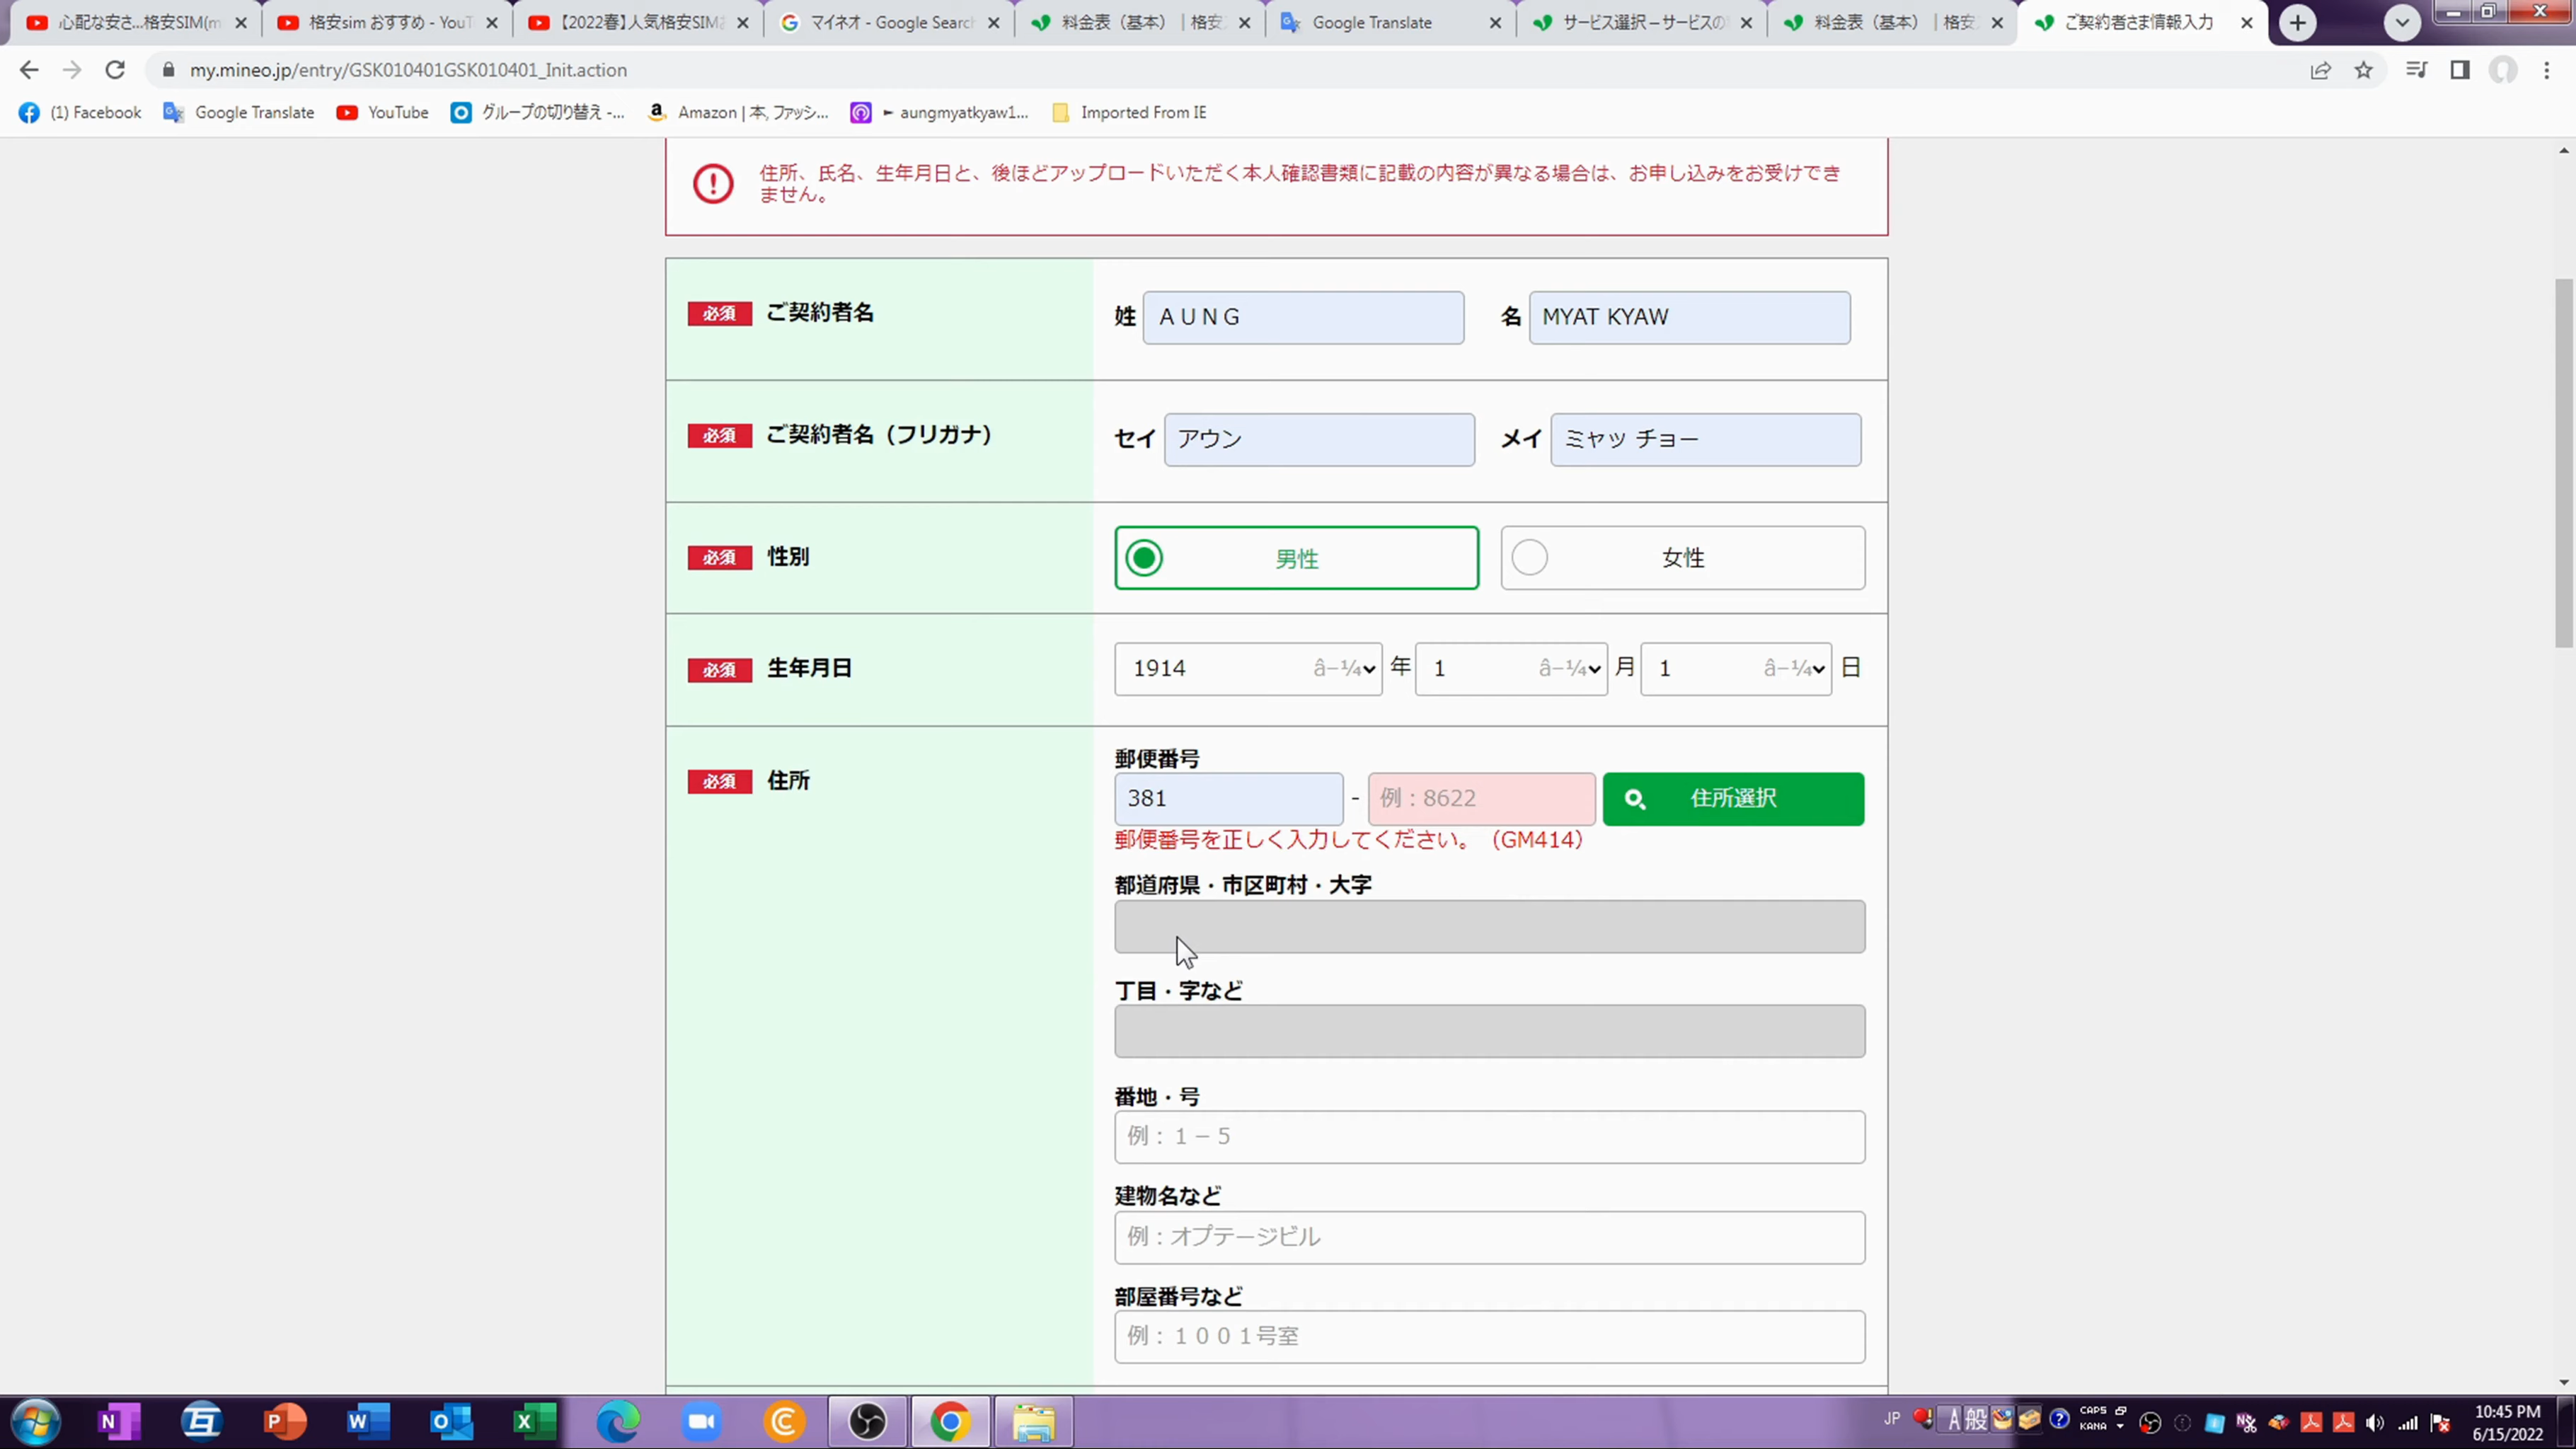 心配な安さ...格安SIM(m
格安sim おすすめ - YouT
【2022春】人気格安SIM
マイネオ - Google Search
料金表（基本）｜格安
Google Translate
サービス選択 – サービスの
料金表（基本）｜格安
ご契約者さま情報入力
my.mineo.jp/entry/GSK010401GSK010401_Init.action
(1) Facebook
Google Translate
YouTube
グループの切り替え -...
Amazon | 本, ファッシ...
► aungmyatkyaw1...
Imported From IE
住所、氏名、生年月日と、後ほどアップロードいただく本人確認書類に記載の内容が異なる場合は、お申し込みをお受けでき
ません。
必須 ご契約者名 姓 ＡＵＮＧ 名 MYAT KYAW
必須 ご契約者名（フリガナ） セイ アウン メイ ミャッ チョー
必須 性別 男性 女性
必須 生年月日 1914 â–¼ 年 1 â–¼ 月 1 â–¼ 日
郵便番号
必須 住所 381 - 例：8622 住所選択
郵便番号を正しく入力してください。（GM414）
都道府県・市区町村・大字
丁目・字など
番地・号
例：１－５
建物名など
例：オプテージビル
部屋番号など
例：１００１号室
JP A 般 CAPS KANA
10:45 PM
6/15/2022